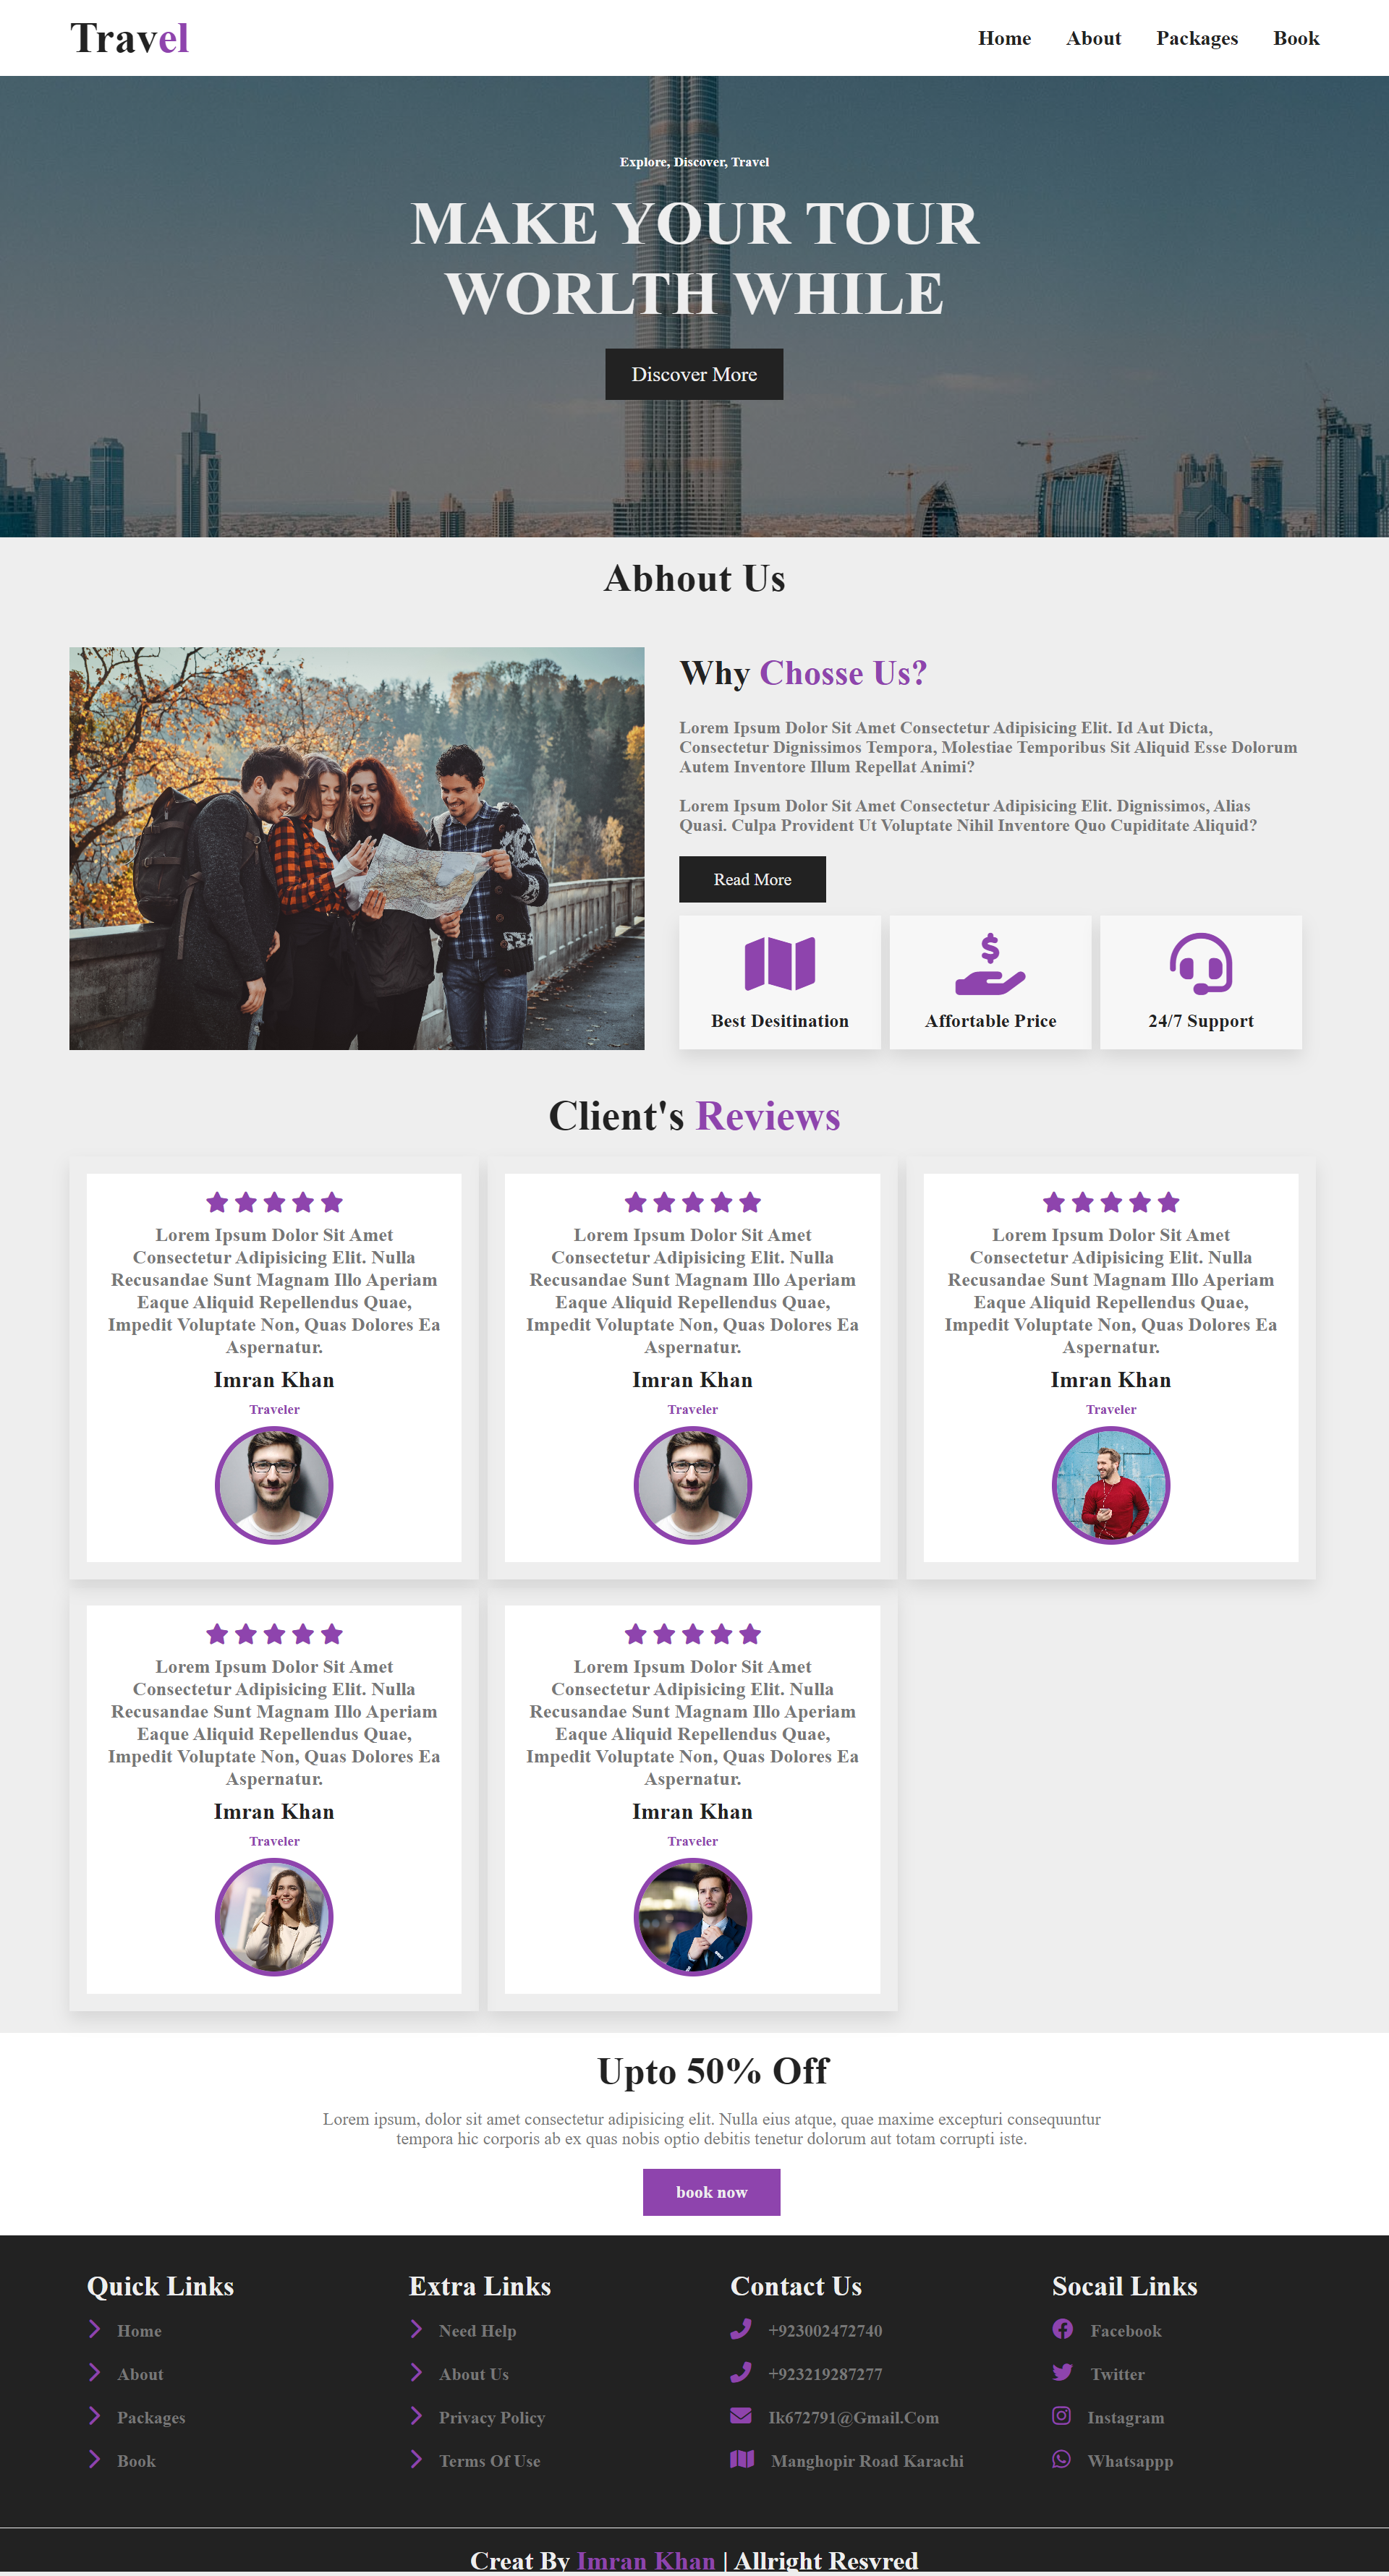 Travel
Home About Packages Book
Explore, Discover, Travel
MAKE YOUR TOUR
WORLTH WHILE
Discover More
Abhout Us
Why Chosse Us?
Lorem Ipsum Dolor Sit Amet Consectetur Adipisicing Elit. Id Aut Dicta,
Consectetur Dignissimos Tempora, Molestiae Temporibus Sit Aliquid Esse Dolorum
Autem Inventore Illum Repellat Animi?
Lorem Ipsum Dolor Sit Amet Consectetur Adipisicing Elit. Dignissimos, Alias
Quasi. Culpa Provident Ut Voluptate Nihil Inventore Quo Cupiditate Aliquid?
Read More
Best Desitination
Affortable Price
24/7 Support
Client's Reviews
Lorem Ipsum Dolor Sit Amet
Consectetur Adipisicing Elit. Nulla
Recusandae Sunt Magnam Illo Aperiam
Eaque Aliquid Repellendus Quae,
Impedit Voluptate Non, Quas Dolores Ea
Aspernatur.
Imran Khan
Traveler
Lorem Ipsum Dolor Sit Amet
Consectetur Adipisicing Elit. Nulla
Recusandae Sunt Magnam Illo Aperiam
Eaque Aliquid Repellendus Quae,
Impedit Voluptate Non, Quas Dolores Ea
Aspernatur.
Imran Khan
Traveler
Lorem Ipsum Dolor Sit Amet
Consectetur Adipisicing Elit. Nulla
Recusandae Sunt Magnam Illo Aperiam
Eaque Aliquid Repellendus Quae,
Impedit Voluptate Non, Quas Dolores Ea
Aspernatur.
Imran Khan
Traveler
Lorem Ipsum Dolor Sit Amet
Consectetur Adipisicing Elit. Nulla
Recusandae Sunt Magnam Illo Aperiam
Eaque Aliquid Repellendus Quae,
Impedit Voluptate Non, Quas Dolores Ea
Aspernatur.
Imran Khan
Traveler
Lorem Ipsum Dolor Sit Amet
Consectetur Adipisicing Elit. Nulla
Recusandae Sunt Magnam Illo Aperiam
Eaque Aliquid Repellendus Quae,
Impedit Voluptate Non, Quas Dolores Ea
Aspernatur.
Imran Khan
Traveler
Upto 50% Off
Lorem ipsum, dolor sit amet consectetur adipisicing elit. Nulla eius atque, quae maxime excepturi consequuntur
tempora hic corporis ab ex quas nobis optio debitis tenetur dolorum aut totam corrupti iste.
book now
Quick Links
Home
About
Packages
Book
Extra Links
Need Help
About Us
Privacy Policy
Terms Of Use
Contact Us
+923002472740
+923219287277
Ik672791@Gmail.Com
Manghopir Road Karachi
Socail Links
Facebook
Twitter
Instagram
Whatsappp
Creat By Imran Khan | Allright Resvred